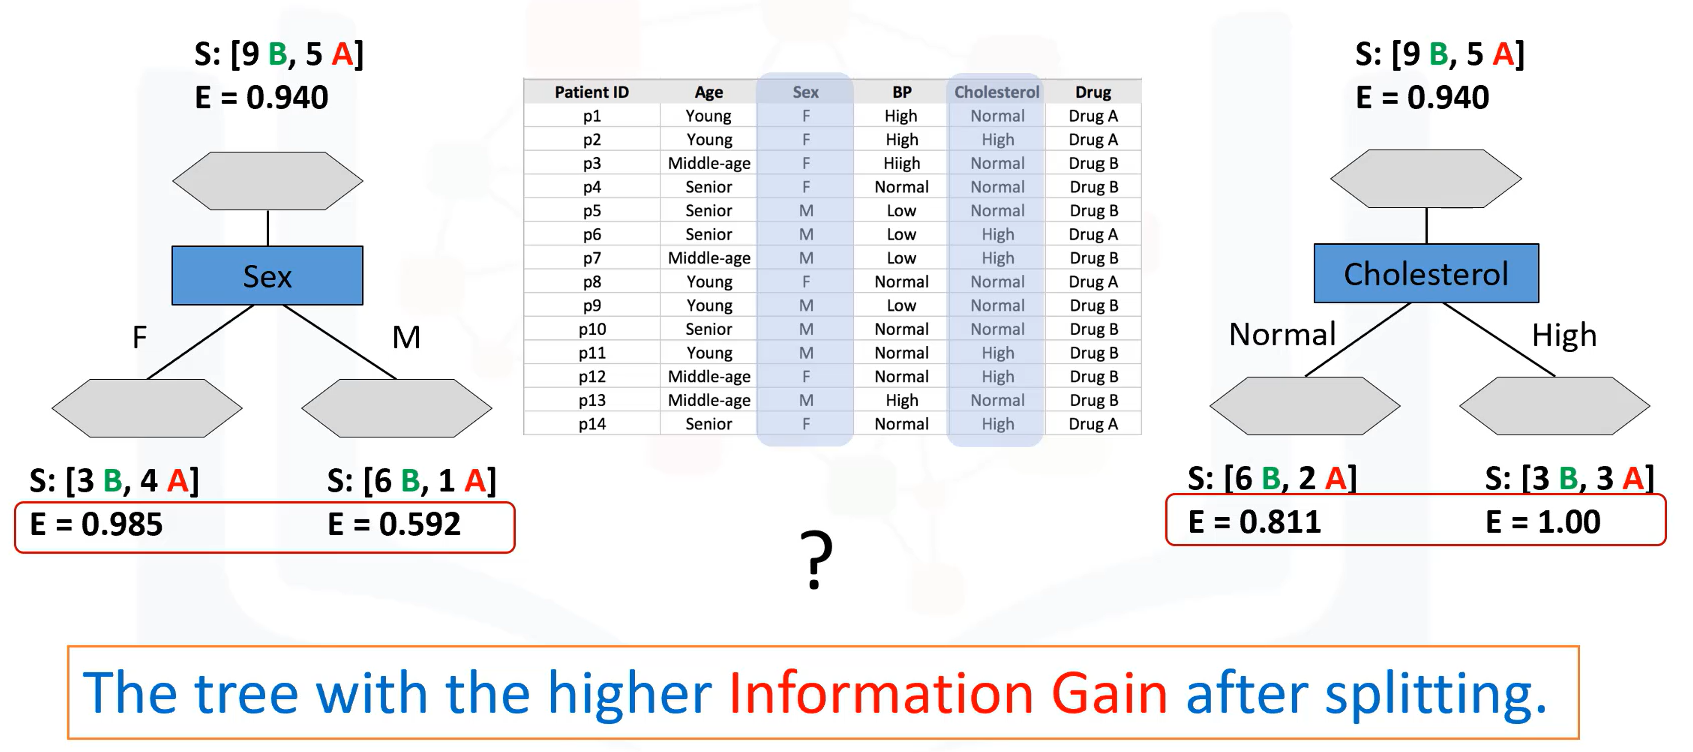 S: [9 B, 5 A]
E = 0.940
Sex
F
M
S: [3 B, 4 A]
S: [6 B, 1 A]
E = 0.985
E = 0.592
Patient ID Age Sex BP Cholesterol Drug
p1 Young F High Normal Drug A
p2 Young F High High Drug A
p3 Middle-age F Hiigh Normal Drug B
p4 Senior F Normal Normal Drug B
p5 Senior M Low Normal Drug B
p6 Senior M Low High Drug A
p7 Middle-age M Low High Drug B
p8 Young F Normal Normal Drug A
p9 Young M Low Normal Drug B
p10 Senior M Normal Normal Drug B
p11 Young M Normal High Drug B
p12 Middle-age F Normal High Drug B
p13 Middle-age M High Normal Drug B
p14 Senior F Normal High Drug A
?
S: [9 B, 5 A]
E = 0.940
Cholesterol
Normal
High
S: [6 B, 2 A]
S: [3 B, 3 A]
E = 0.811
E = 1.00
The tree with the higher Information Gain after splitting.